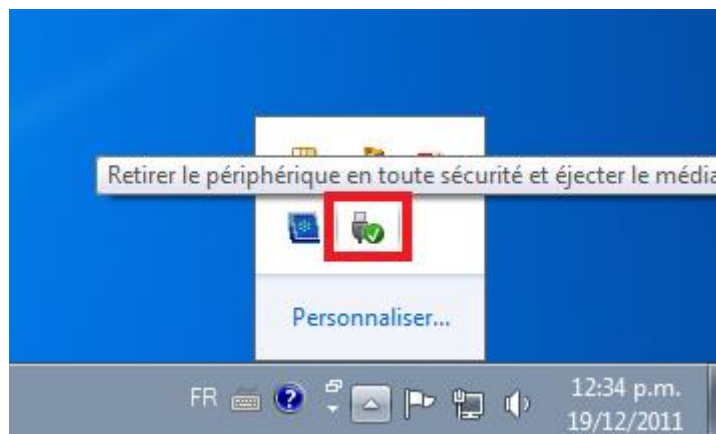 Retirer le périphérique en toute sécurité et éjecter le média
Personnaliser...
FR
12:34 p.m.
19/12/2011